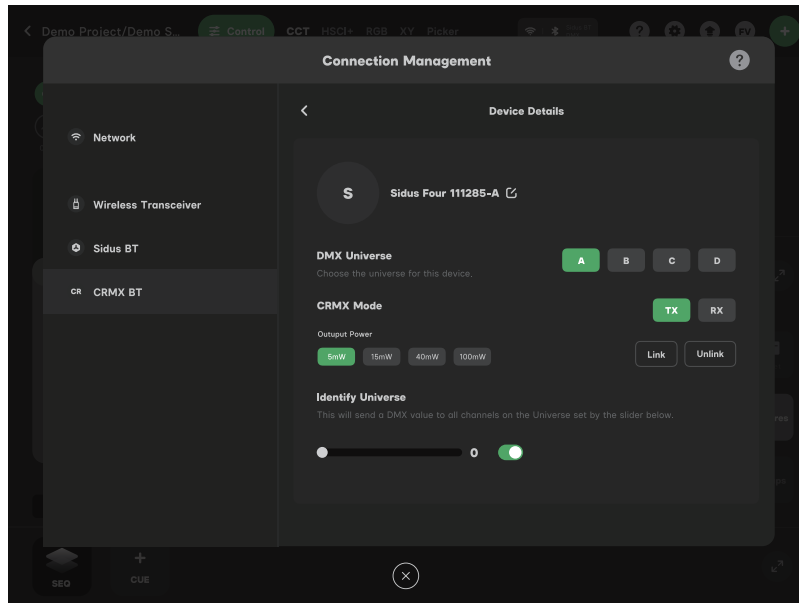 Demo Project/Demo S...
Control
CCT HSCI+ RGB XY Picker
FV
Connection Management
?
Network
Wireless Transceiver
Sidus BT
CR CRMX BT
Device Details
S
Sidus Four 111285-A
DMX Universe
A B C D
Choose the universe for this device.
CRMX Mode
TX RX
Outuput Power
5mW 15mW 40mW 100mW
Link Unlink
Identify Universe
This will send a DMX value to all channels on the Universe set by the slider below.
0
SEQ
CUE